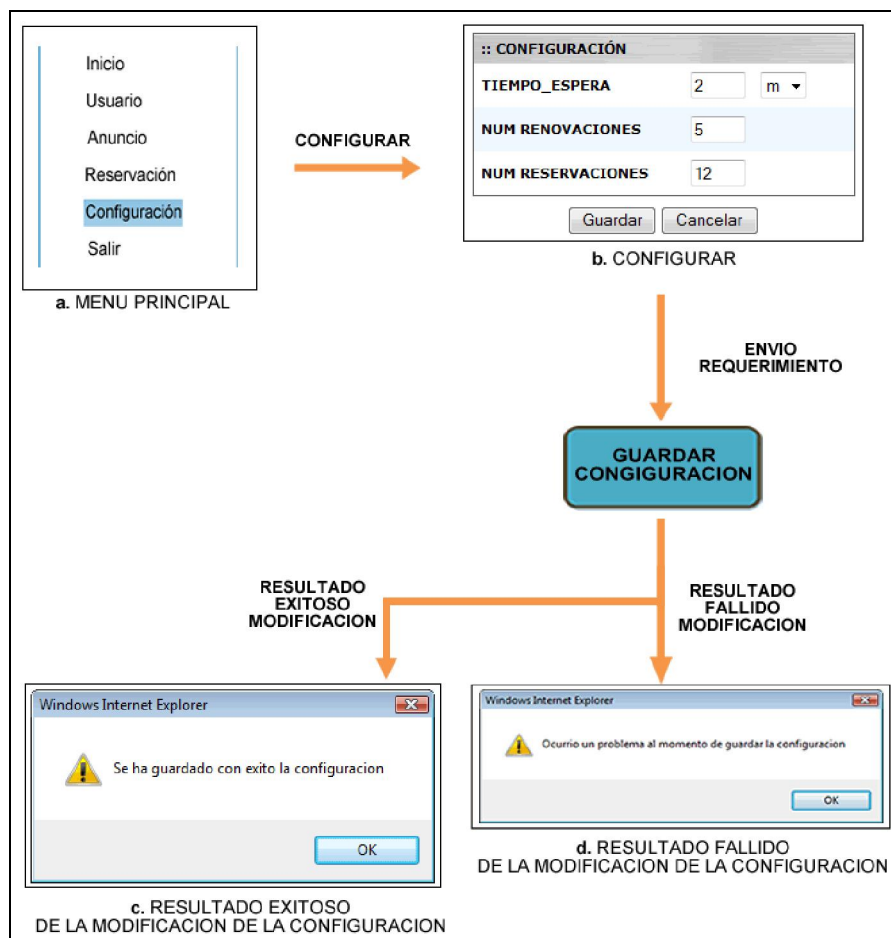 Inicio
Usuario
Anuncio
Reservación
Configuración
Salir
a. MENU PRINCIPAL
CONFIGURAR
:: CONFIGURACIÓN
TIEMPO_ESPERA 2 m
NUM RENOVACIONES 5
NUM RESERVACIONES 12
Guardar Cancelar
b. CONFIGURAR
ENVIO
REQUERIMIENTO
GUARDAR
CONGIGURACION
RESULTADO
EXITOSO
MODIFICACION
RESULTADO
FALLIDO
MODIFICACION
Windows Internet Explorer
Se ha guardado con exito la configuracion
OK
c. RESULTADO EXITOSO
DE LA MODIFICACION DE LA CONFIGURACION
Windows Internet Explorer
Ocurrio un problema al momento de guardar la configuracion
OK
d. RESULTADO FALLIDO
DE LA MODIFICACION DE LA CONFIGURACION